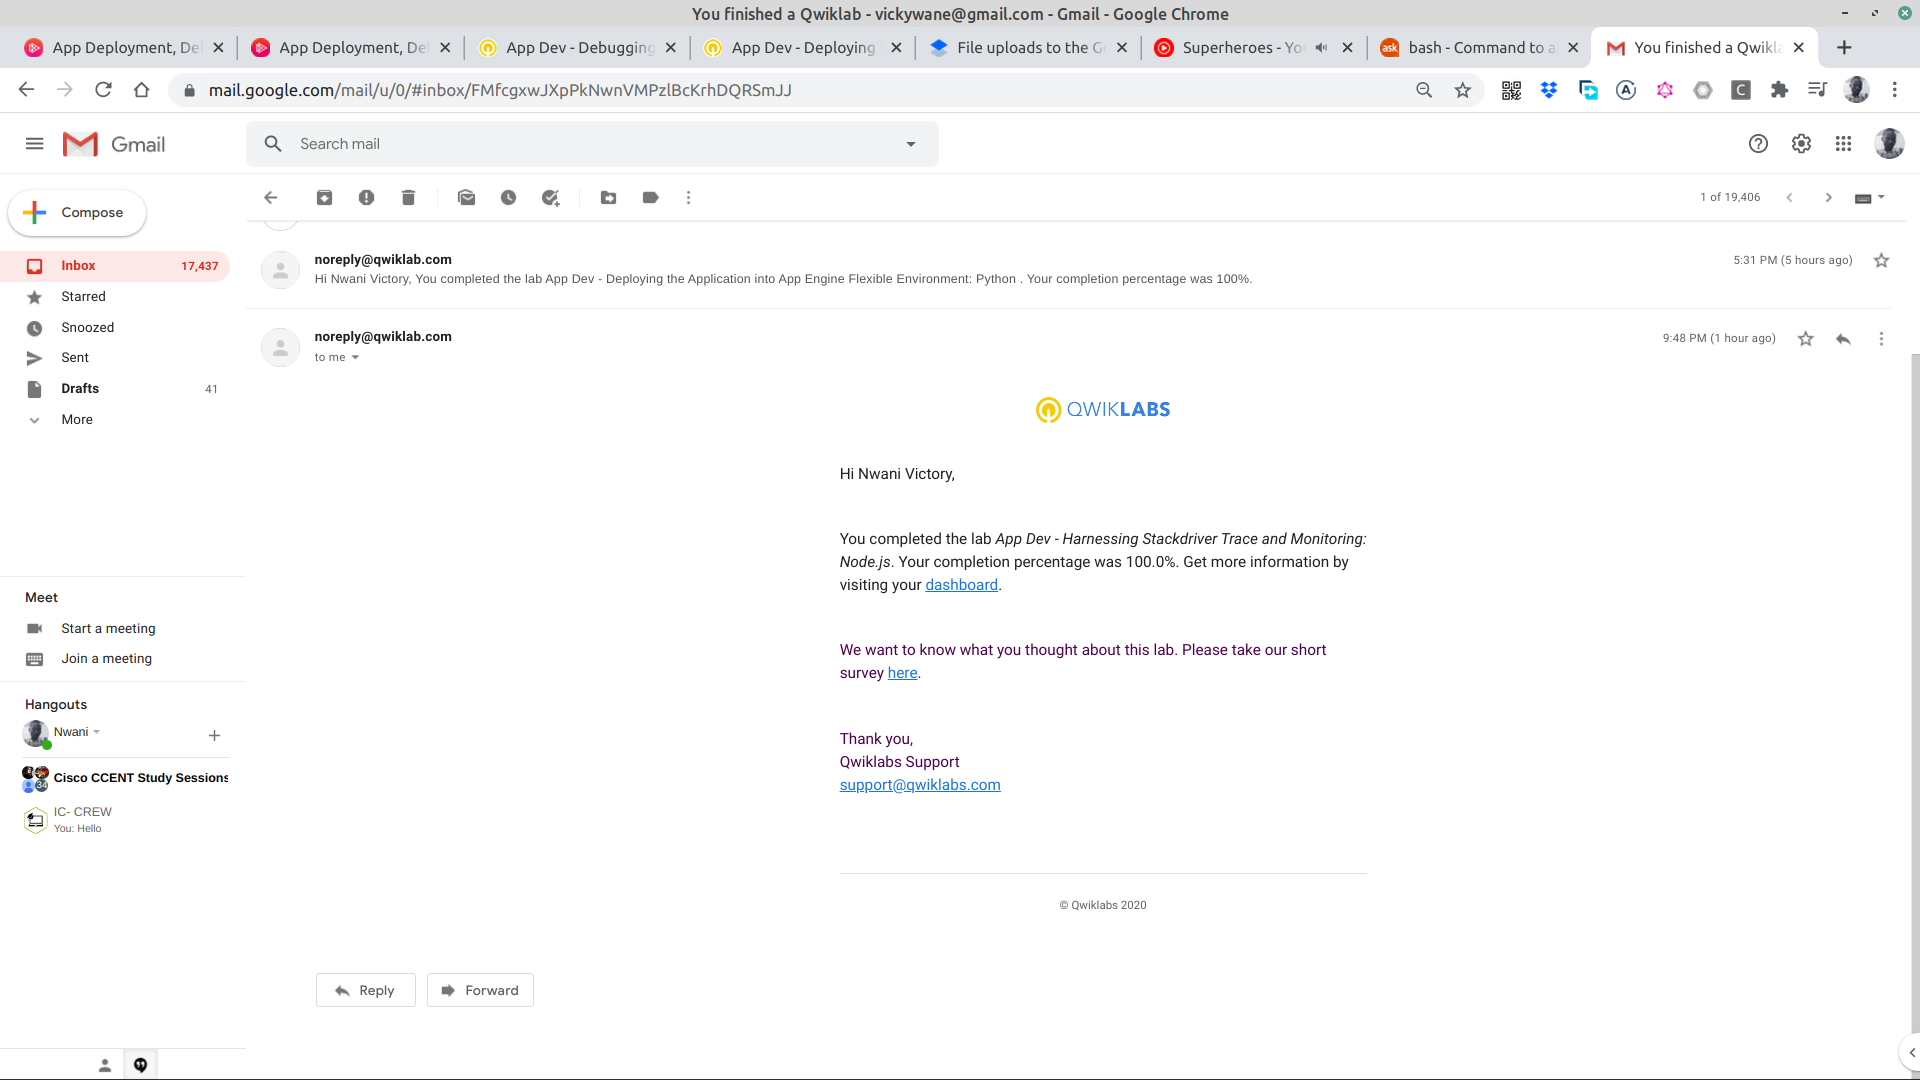 You finished a Qwiklab - vickywane@gmail.com - Gmail - Google Chrome
App Deployment, De
App Deployment, De
App Dev - Debugging
App Dev - Deploying
File uploads to the G
Superheroes - Yo
ask
bash - Command to a
You finished a Qwikla
mail.google.com/mail/u/0/#inbox/FMfcgxwJXpPkNwnVMPzlBcKrhDQRSmJJ
Gmail
Search mail
Compose
1 of 19,406
Inbox 17,437
Starred
Snoozed
Sent
Drafts 41
More
noreply@qwiklab.com
5:31 PM (5 hours ago)
Hi Nwani Victory, You completed the lab App Dev - Deploying the Application into App Engine Flexible Environment: Python . Your completion percentage was 100%.
noreply@qwiklab.com
9:48 PM (1 hour ago)
to me
QWIKLABS
Hi Nwani Victory,
You completed the lab App Dev - Harnessing Stackdriver Trace and Monitoring:
Node.js. Your completion percentage was 100.0%. Get more information by
visiting your dashboard.
We want to know what you thought about this lab. Please take our short
survey here.
Thank you,
Qwiklabs Support
support@qwiklabs.com
© Qwiklabs 2020
Reply
Forward
Meet
Start a meeting
Join a meeting
Hangouts
Nwani
34
Cisco CCENT Study Sessions
IC- CREW
You: Hello